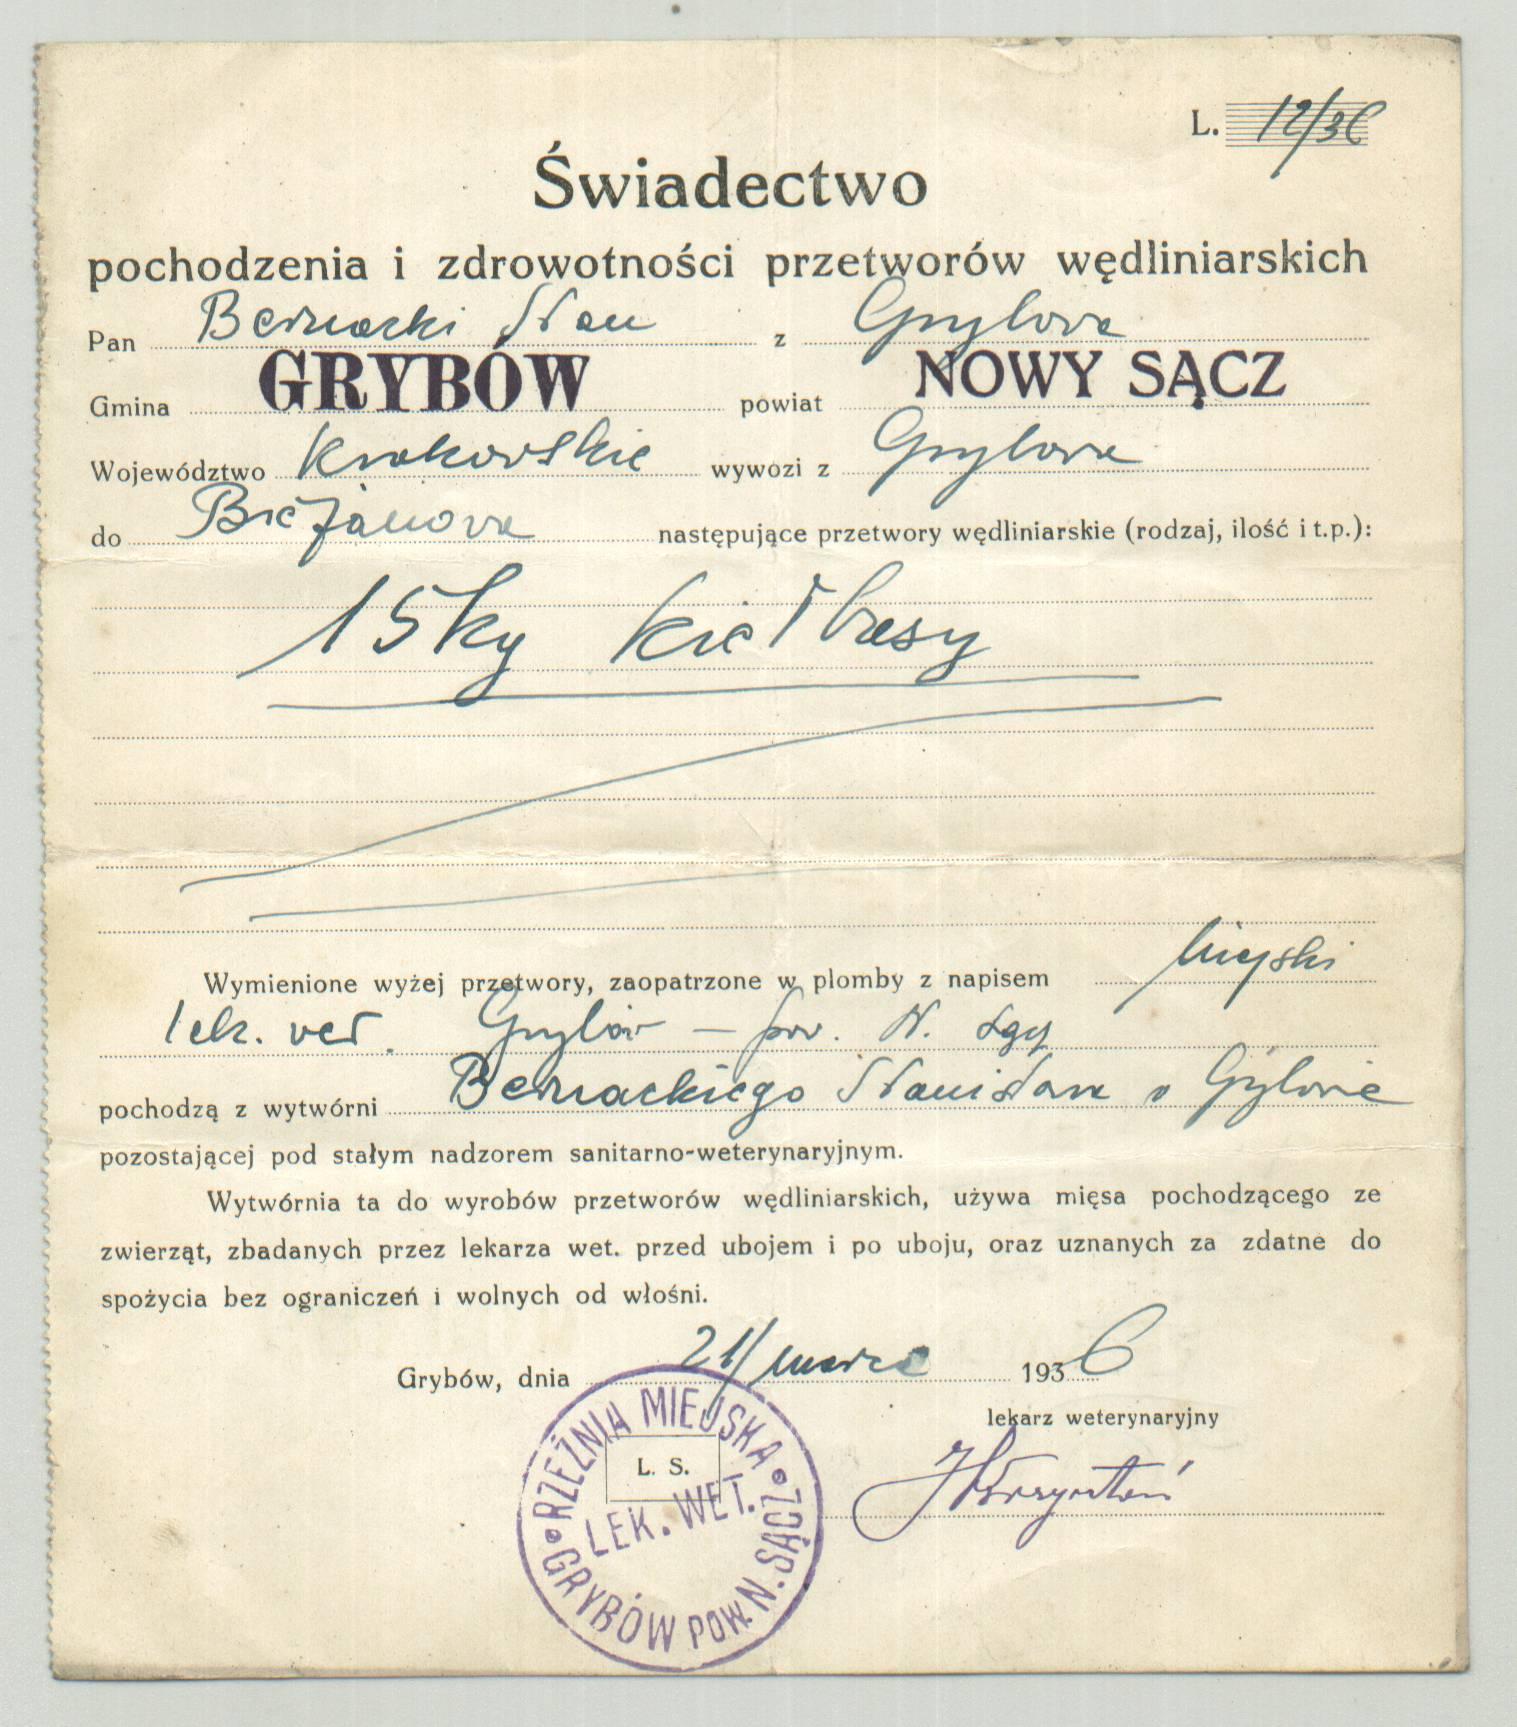 L. 12/36
Świadectwo
pochodzenia i zdrowotności przetworów wędliniarskich
Pan Bernacki Stan z Grybowa
Gmina GRYBÓW powiat NOWY SĄCZ
Województwo Krakowskie wywozi z Grybowa
do Bieżanowa następujące przetwory wędliniarskie (rodzaj, ilość i t.p.):
15 kg kiełbasy
Wymienione wyżej przetwory, zaopatrzone w plomby z napisem Miejski
lek. wet. Grybów – pow. N. Sącz
pochodzą z wytwórni Bernackiego Stanisława w Grybowie
pozostającej pod stałym nadzorem sanitarno-weterynaryjnym.
Wytwórnia ta do wyrobów przetworów wędliniarskich, używa mięsa pochodzącego ze
zwierząt, zbadanych przez lekarza wet. przed ubojem i po uboju, oraz uznanych za zdatne do
spożycia bez ograniczeń i wolnych od włośni.
Grybów, dnia 21/marca 1936
lekarz weterynaryjny
RZEŹNIA MIEJSKA
L. S.
LEK. WET.
GRYBÓW POW. N. SĄCZ